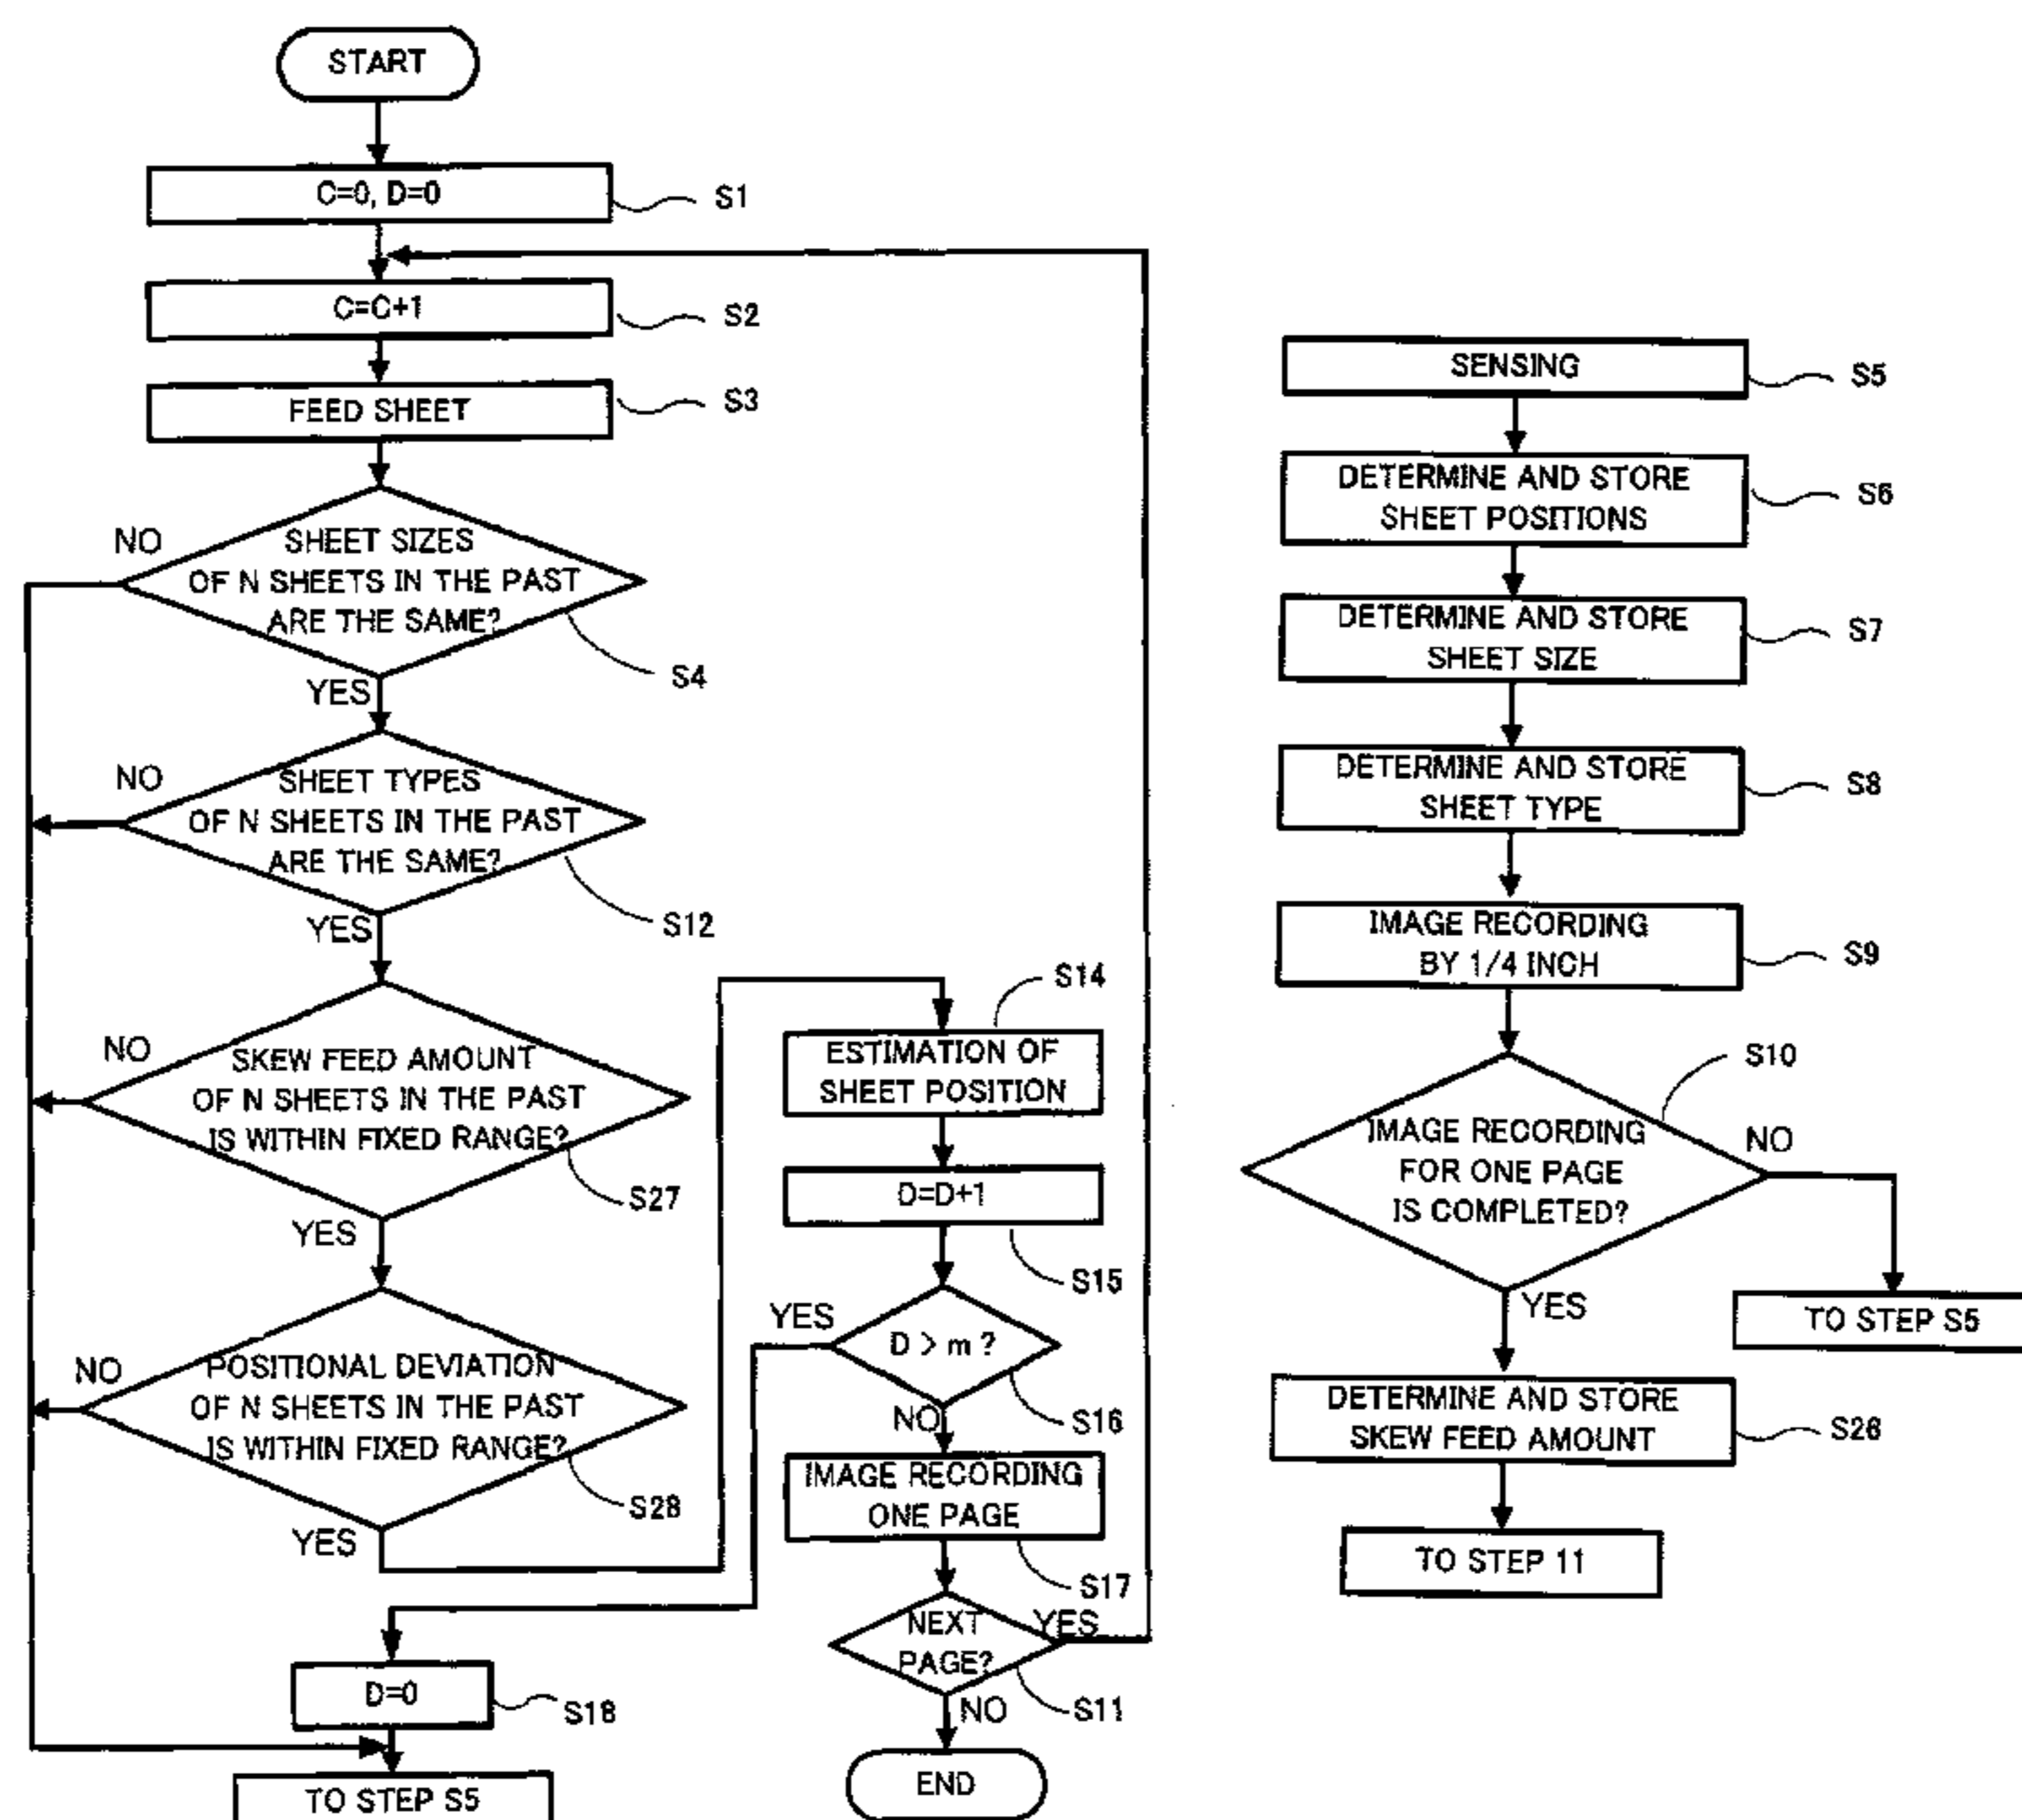 START
C=0, D=0
S1
C=C+1
S2
FEED SHEET
S3
NO
SHEET SIZES
OF N SHEETS IN THE PAST
ARE THE SAME?
S4
YES
NO
SHEET TYPES
OF N SHEETS IN THE PAST
ARE THE SAME?
S12
YES
NO
SKEW FEED AMOUNT
OF N SHEETS IN THE PAST
IS WITHIN FIXED RANGE?
S27
YES
NO
POSITIONAL DEVIATION
OF N SHEETS IN THE PAST
IS WITHIN FIXED RANGE?
S28
YES
D=0
S18
TO STEP S5
S14
ESTIMATION OF
SHEET POSITION
D=D+1
S15
YES
D > m ?
S16
NO
IMAGE RECORDING
ONE PAGE
S17
NEXT
PAGE?
YES
S11
NO
END
SENSING
S5
DETERMINE AND STORE
SHEET POSITIONS
S6
DETERMINE AND STORE
SHEET SIZE
S7
DETERMINE AND STORE
SHEET TYPE
S8
IMAGE RECORDING
BY 1/4 INCH
S9
S10
IMAGE RECORDING
FOR ONE PAGE
IS COMPLETED?
NO
YES
TO STEP S5
DETERMINE AND STORE
SKEW FEED AMOUNT
S26
TO STEP 11